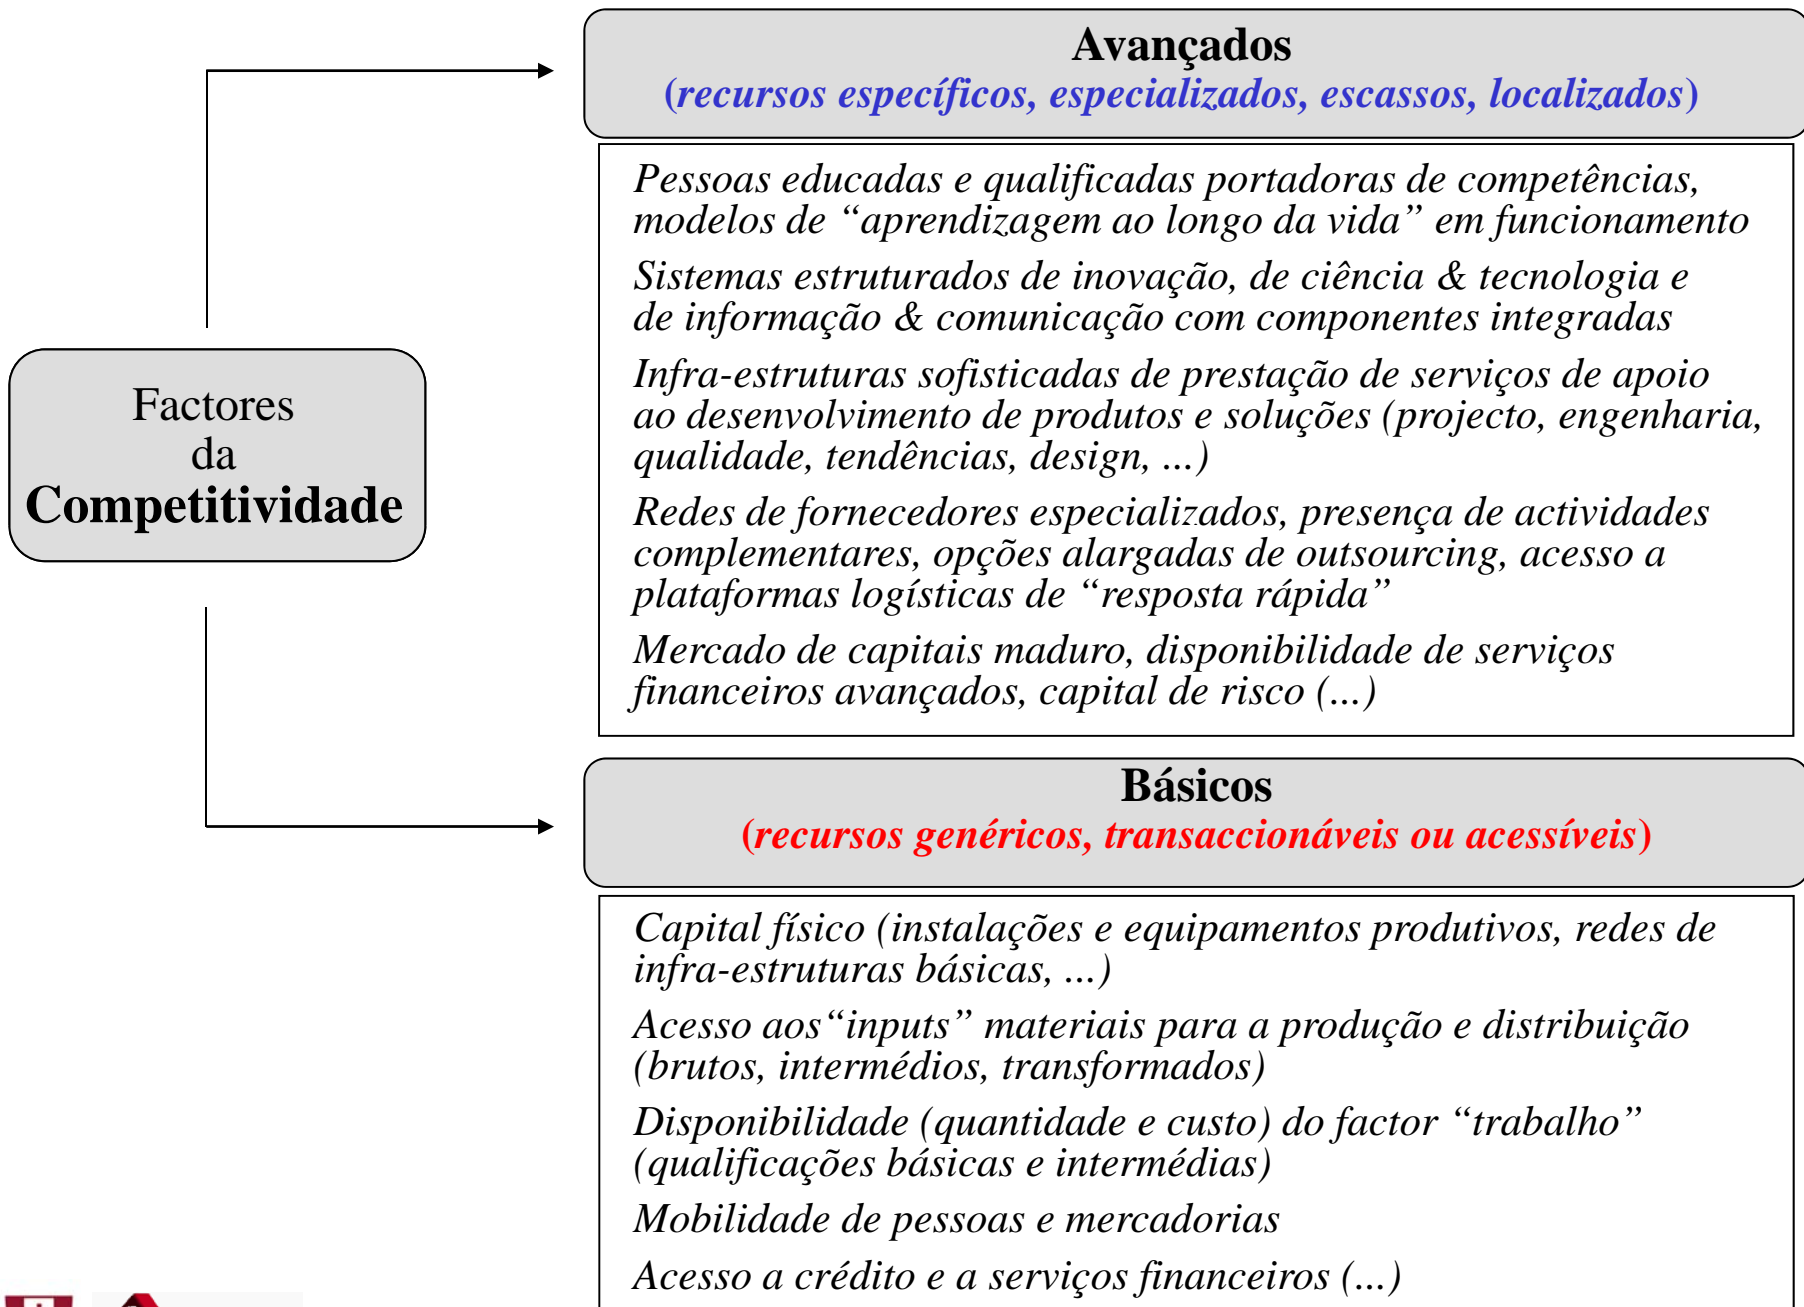 Factores
da
Competitividade
Avançados
(recursos específicos, especializados, escassos, localizados)
Pessoas educadas e qualificadas portadoras de competências,
modelos de “aprendizagem ao longo da vida” em funcionamento
Sistemas estruturados de inovação, de ciência & tecnologia e
de informação & comunicação com componentes integradas
Infra-estruturas sofisticadas de prestação de serviços de apoio
ao desenvolvimento de produtos e soluções (projecto, engenharia,
qualidade, tendências, design, ...)
Redes de fornecedores especializados, presença de actividades
complementares, opções alargadas de outsourcing, acesso a
plataformas logísticas de “resposta rápida”
Mercado de capitais maduro, disponibilidade de serviços
financeiros avançados, capital de risco (...)
Básicos
(recursos genéricos, transaccionáveis ou acessíveis)
Capital físico (instalações e equipamentos produtivos, redes de
infra-estruturas básicas, ...)
Acesso aos“inputs” materiais para a produção e distribuição
(brutos, intermédios, transformados)
Disponibilidade (quantidade e custo) do factor “trabalho”
(qualificações básicas e intermédias)
Mobilidade de pessoas e mercadorias
Acesso a crédito e a serviços financeiros (...)